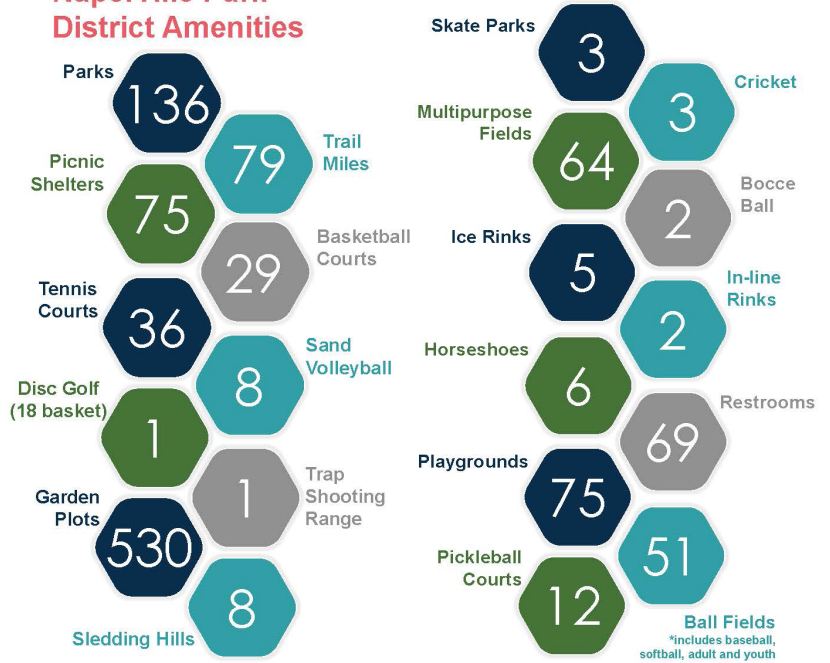 District Amenities
Parks
136
79
Trail
Miles
Picnic
Shelters
75
29
Basketball
Courts
Tennis
Courts
36
8
Sand
Volleyball
Disc Golf
(18 basket)
1
1
Trap
Shooting
Range
Garden
Plots
530
8
Sledding Hills
Skate Parks
3
3
Cricket
Multipurpose
Fields
64
2
Bocce
Ball
Ice Rinks
5
2
In-line
Rinks
Horseshoes
6
69
Restrooms
Playgrounds
75
51
Ball Fields
*includes baseball,
softball, adult and youth
Pickleball
Courts
12